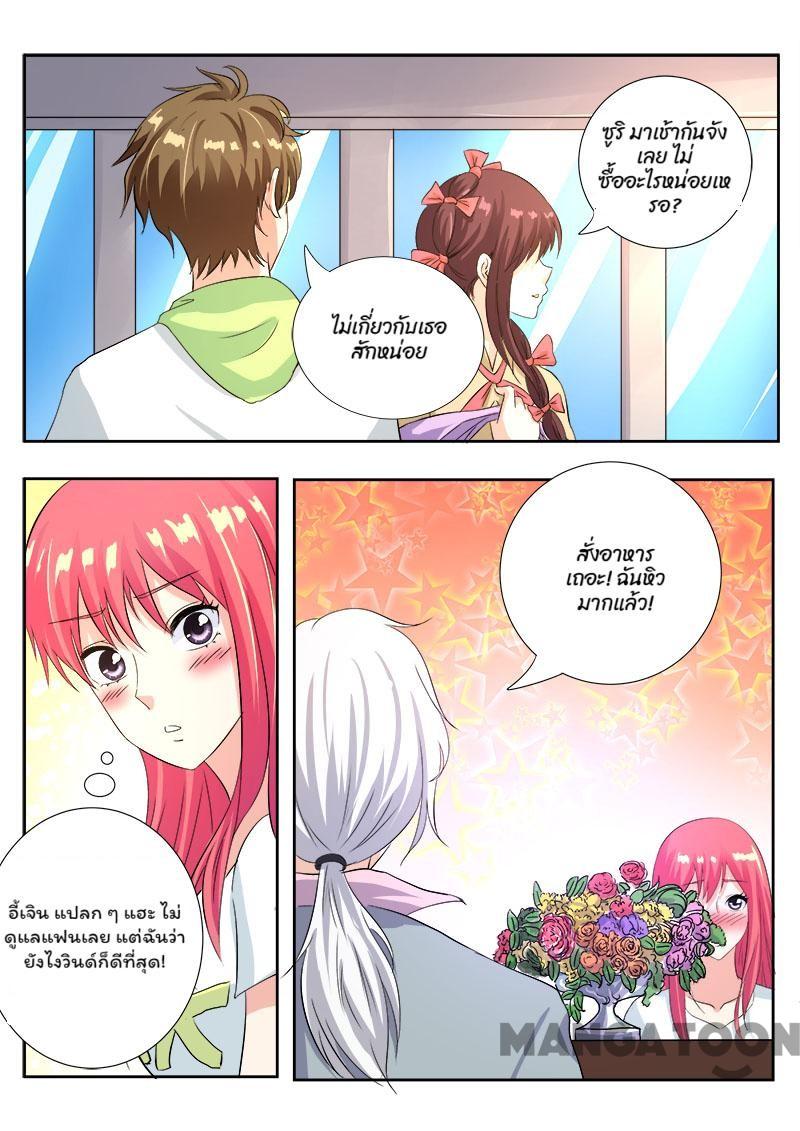 ซูริ มาเช้ากันจัง
เลย ไม่
ซื้ออะไรหน่อยเห
รอ?
ไม่เกี่ยวกับเธอ
สักหน่อย
สั่งอาหาร
เถอะ! ฉันหิว
มากแล้ว!
อี้เจิน แปลก ๆ แฮะ ไม่
ดูแลแฟนเลย แต่ฉันว่า
ยังไงวินด์ก็ดีที่สุด!
MANGATOON